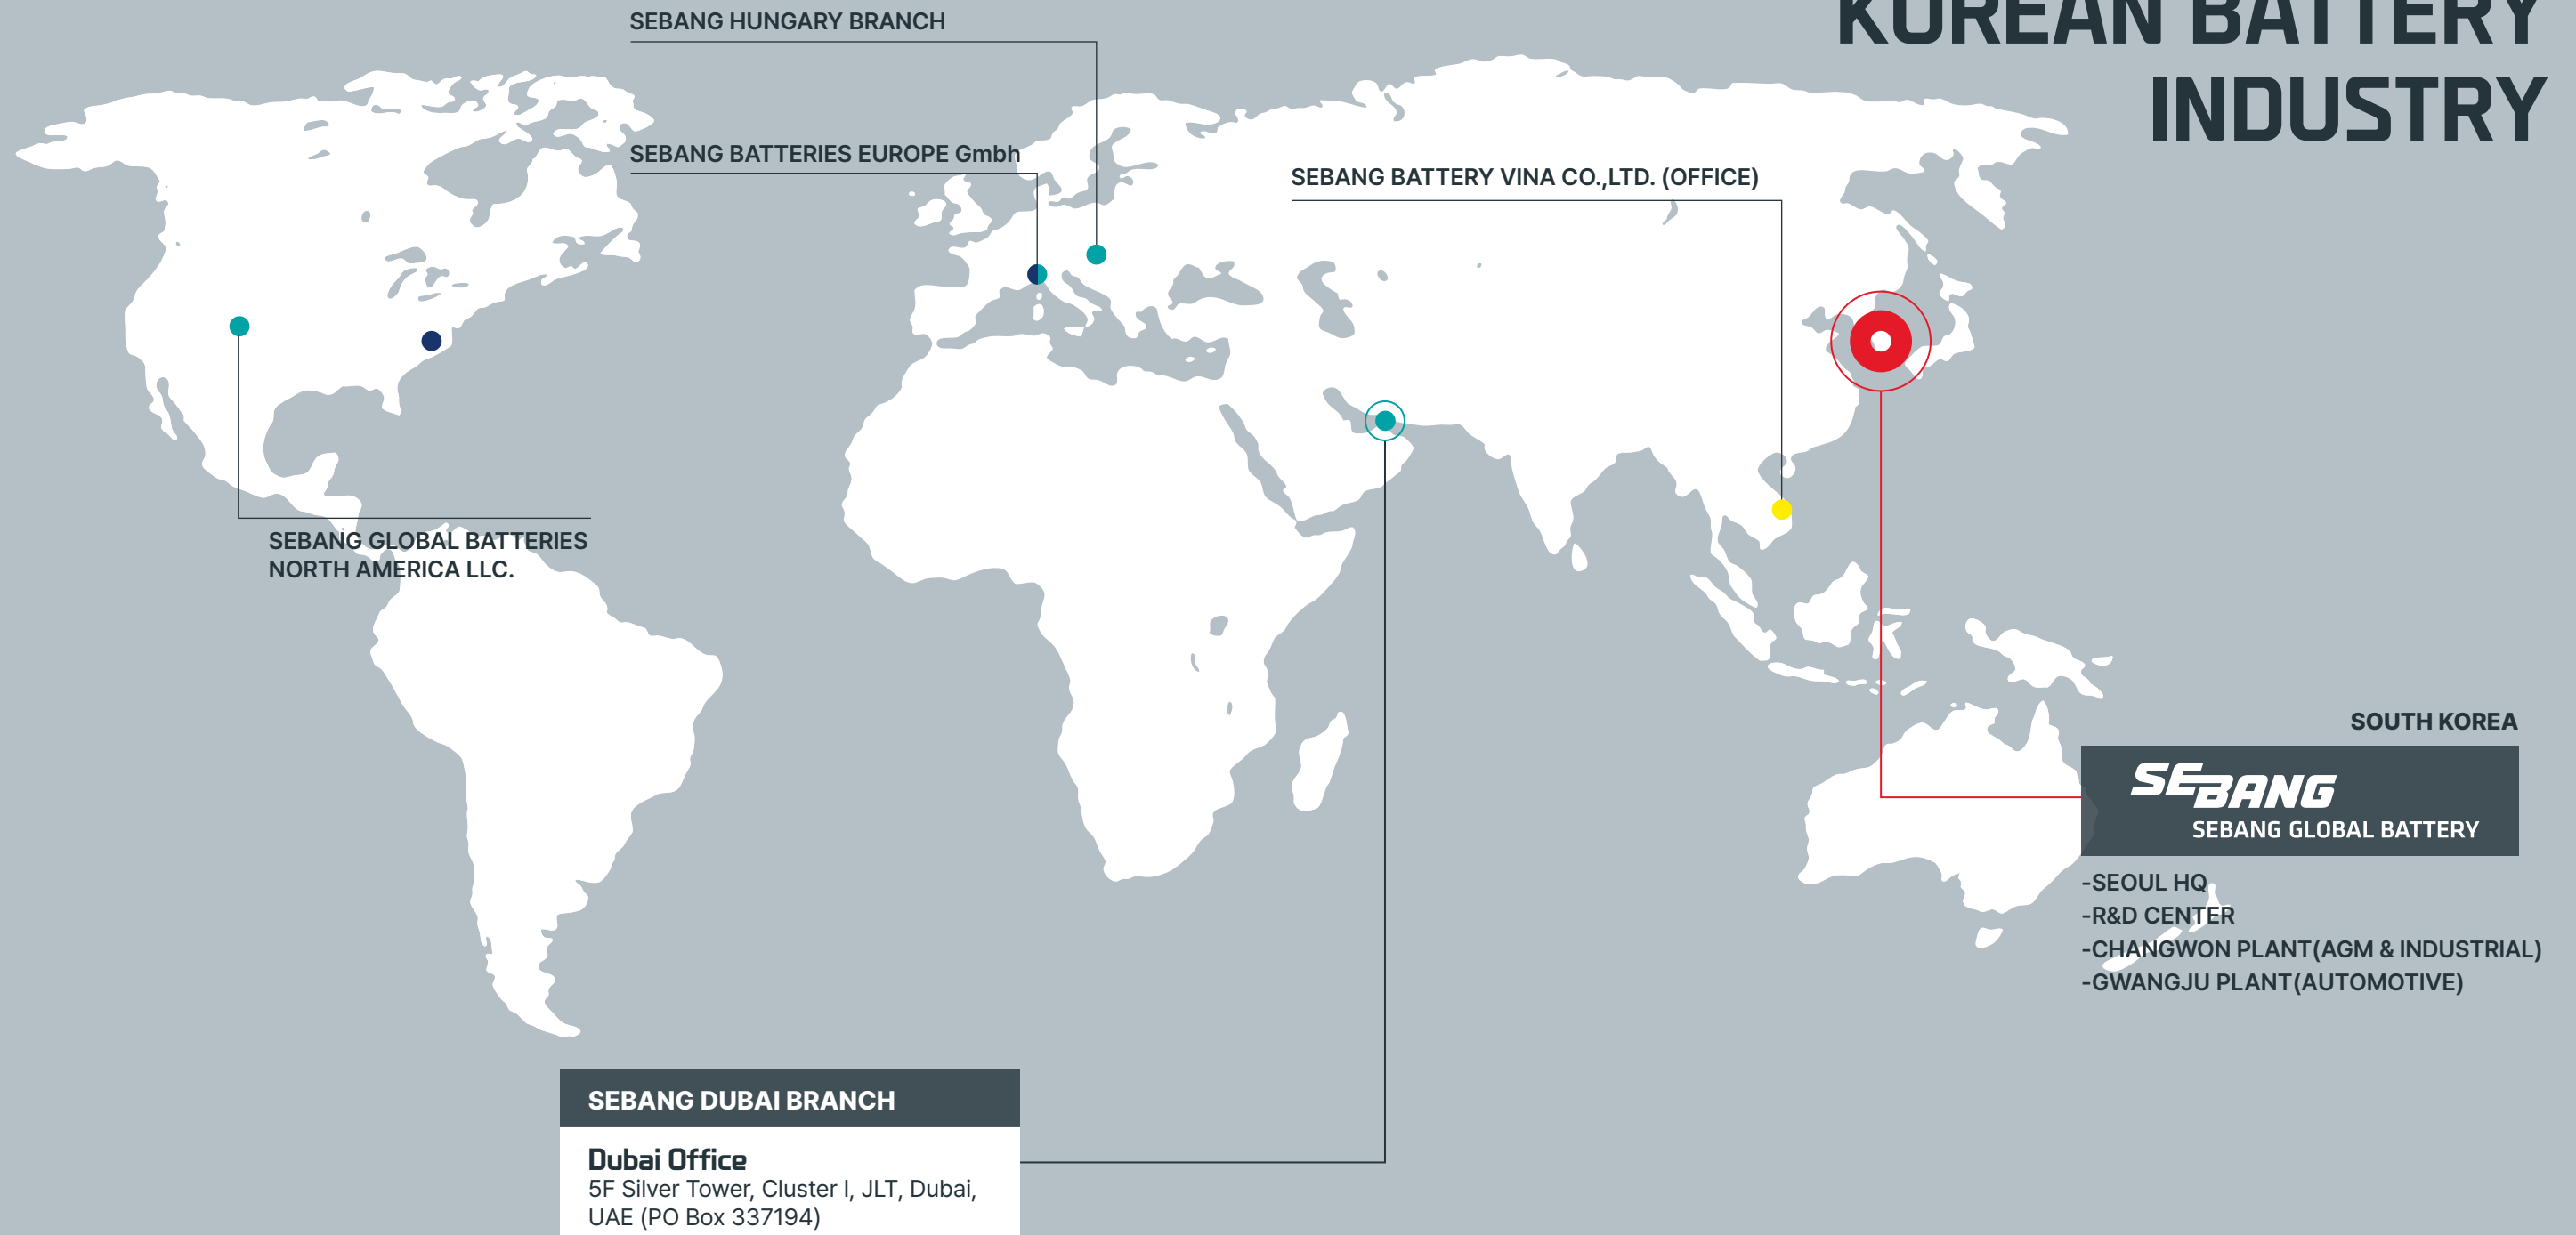 KOREAN BATTERY
INDUSTRY
SEBANG HUNGARY BRANCH
SEBANG BATTERIES EUROPE Gmbh
SEBANG BATTERY VINA CO.,LTD. (OFFICE)
SEBANG GLOBAL BATTERIES
NORTH AMERICA LLC.
SOUTH KOREA
SEBANG
SEBANG GLOBAL BATTERY
-SEOUL HQ
-R&D CENTER
-CHANGWON PLANT(AGM & INDUSTRIAL)
-GWANGJU PLANT(AUTOMOTIVE)
SEBANG DUBAI BRANCH
Dubai Office
5F Silver Tower, Cluster I, JLT, Dubai,
UAE (PO Box 337194)